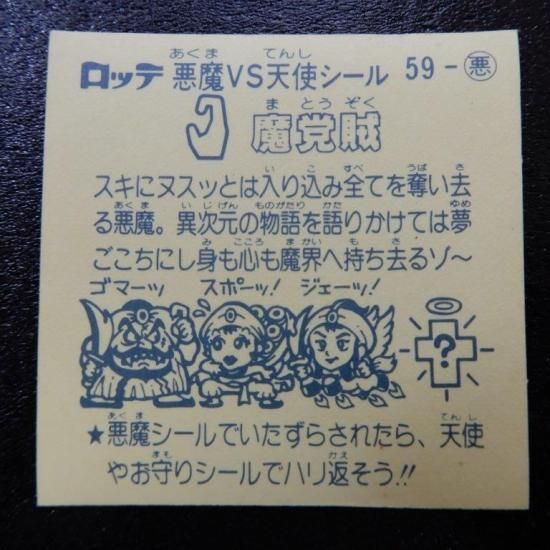 ロッテ 悪魔VS天使シール 59-悪
魔党賊
スキにヌスッとは入り込み全てを奪い去
る悪魔。異次元の物語を語りかけては夢
ごこちにし身も心も魔界へ持ち去るゾ〜
ゴマーッ スポーッ! ジェーッ!
?
★悪魔シールでいたずらされたら、天使
やお守りシールでハリ返そう!!